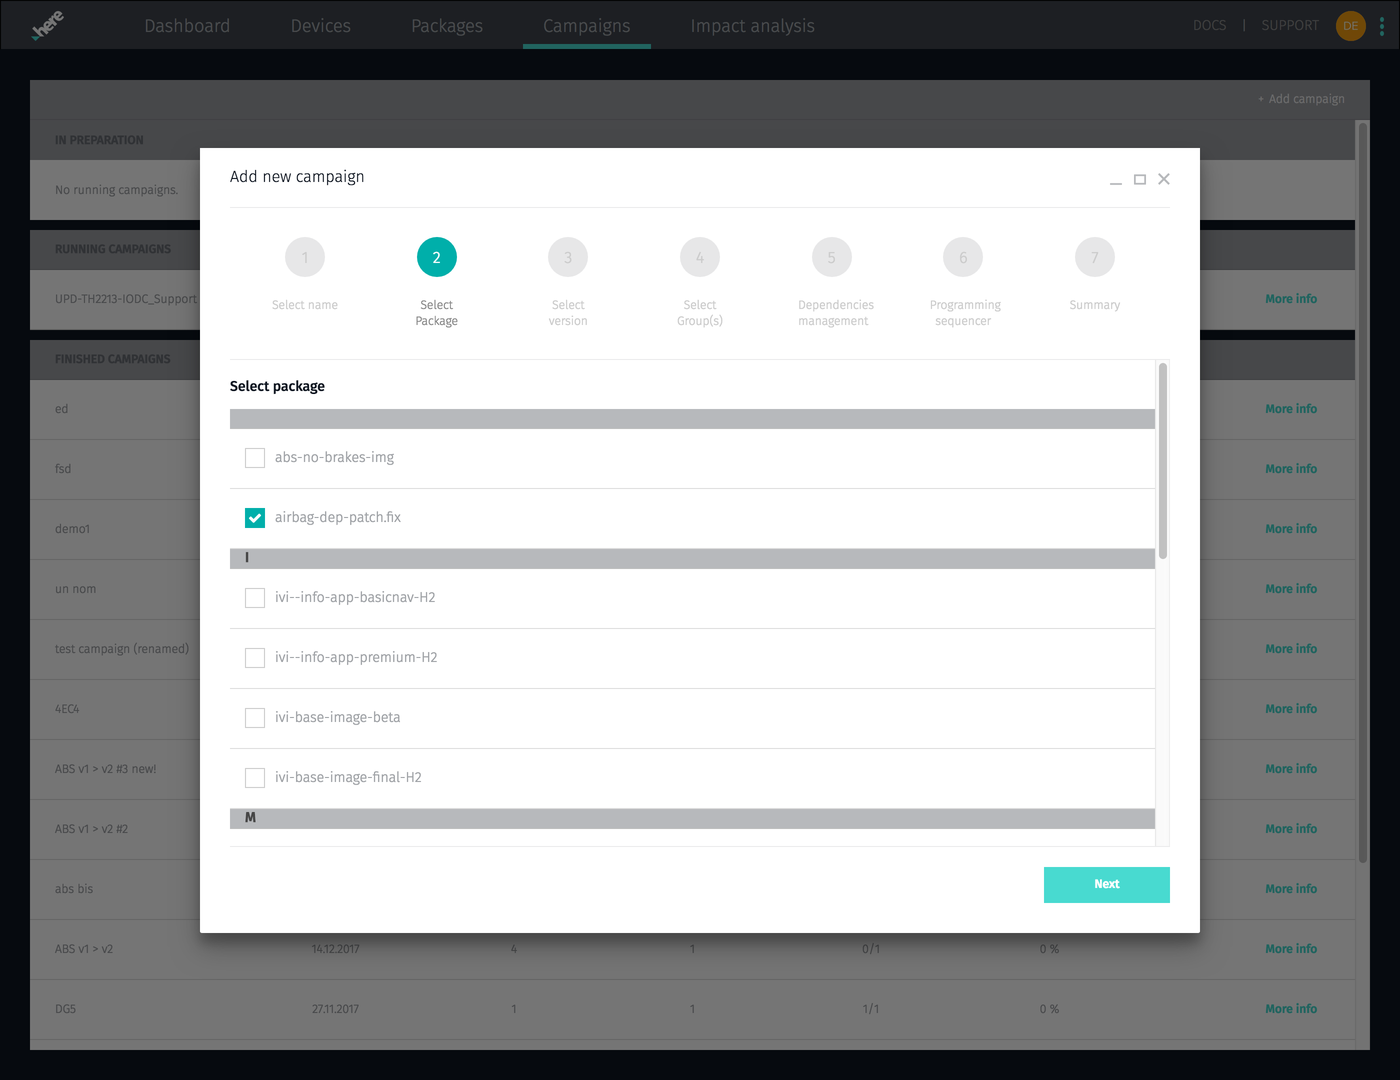 here
Dashboard
Devices
Packages
Campaigns
Impact analysis
DOCS
|
SUPPORT
DE
+ Add campaign
IN PREPARATION
No running campaigns.
RUNNING CAMPAIGNS
UPD-TH2213-IODC_Support
More info
FINISHED CAMPAIGNS
ed
More info
fsd
More info
demo1
More info
un nom
More info
test campaign (renamed)
More info
4EC4
More info
ABS v1 > v2 #3 new!
More info
ABS v1 > v2 #2
More info
abs bis
More info
ABS v1 > v2 14.12.2017 4 1 0/1 0 % More info
DG5 27.11.2017 1 1 1/1 0 % More info
Add new campaign
1
Select name
2
Select
Package
3
Select
version
4
Select
Group(s)
5
Dependencies
management
6
Programming
sequencer
7
Summary
Select package
abs-no-brakes-img
airbag-dep-patch.fix
I
ivi--info-app-basicnav-H2
ivi--info-app-premium-H2
ivi-base-image-beta
ivi-base-image-final-H2
M
Next